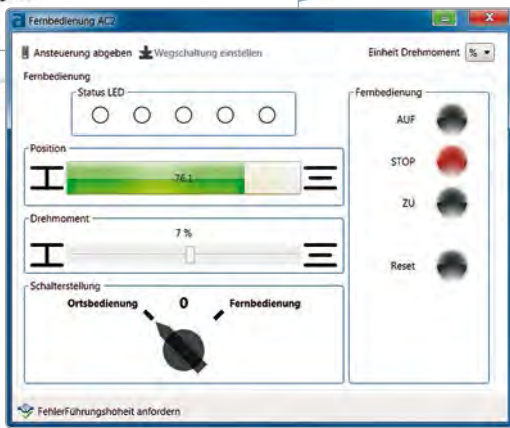 Fernbedienung AC2
Ansteuerung abgeben Wegschaltung einstellen Einheit Drehmoment %
Fernbedienung
Status LED
Position
76.1
Drehmoment
7 %
Schalterstellung
Ortsbedienung 0 Fernbedienung
Fernbedienung
AUF
STOP
ZU
Reset
FehlerFührungshoheit anfordern